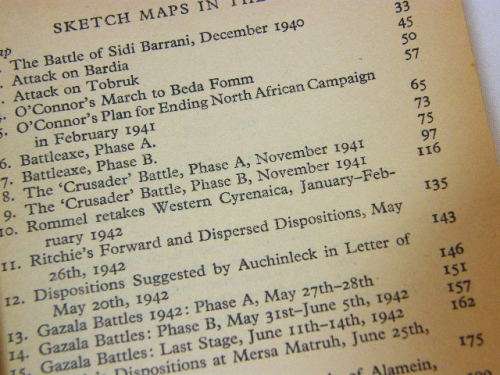 SKETCH MAPS IN THE
The Battle of Sidi Barrani, December 1940 33
Attack on Bardia 45
Attack on Tobruk 50
O'Connor's March to Beda Fomm 57
O'Connor's Plan for Ending North African Campaign
in February 1941 65
6. Battleaxe, Phase A. 73
7. Battleaxe, Phase B. 75
8. The 'Crusader' Battle, Phase A, November 1941 97
9. The 'Crusader' Battle, Phase B, November 1941 116
10. Rommel retakes Western Cyrenaica, January–Feb-
ruary 1942 135
11. Ritchie's Forward and Dispersed Dispositions, May
26th, 1942 143
12. Dispositions Suggested by Auchinleck in Letter of
May 20th, 1942 146
13. Gazala Battles 1942: Phase A, May 27th–28th 151
14. Gazala Battles: Phase B, May 31st–June 5th, 1942 157
15. Gazala Battles: Last Stage, June 11th–14th, 1942 162
Dispositions at Mersa Matruh, June 25th,
175
of Alamein,